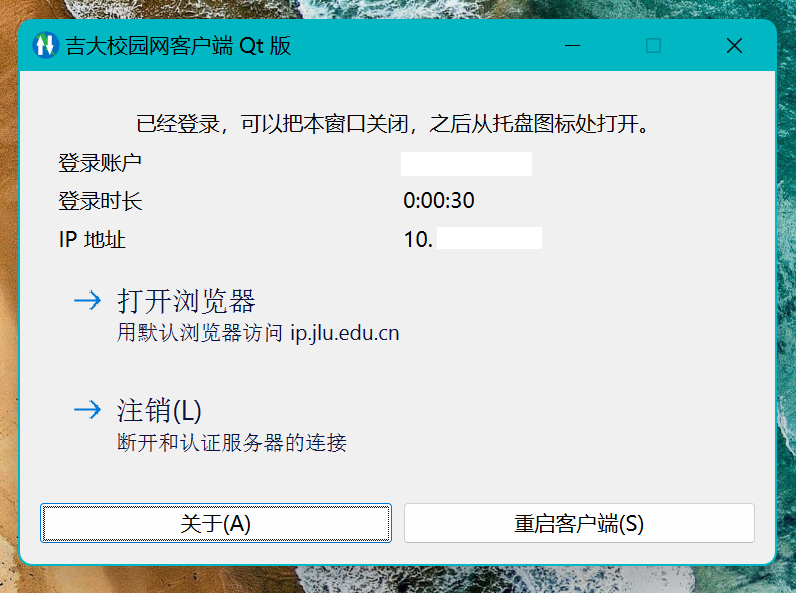 吉大校园网客户端 Qt 版
已经登录，可以把本窗口关闭，之后从托盘图标处打开。
登录账户
登录时长 0:00:30
IP 地址 10.
打开浏览器
用默认浏览器访问 ip.jlu.edu.cn
注销(L)
断开和认证服务器的连接
关于(A) 重启客户端(S)